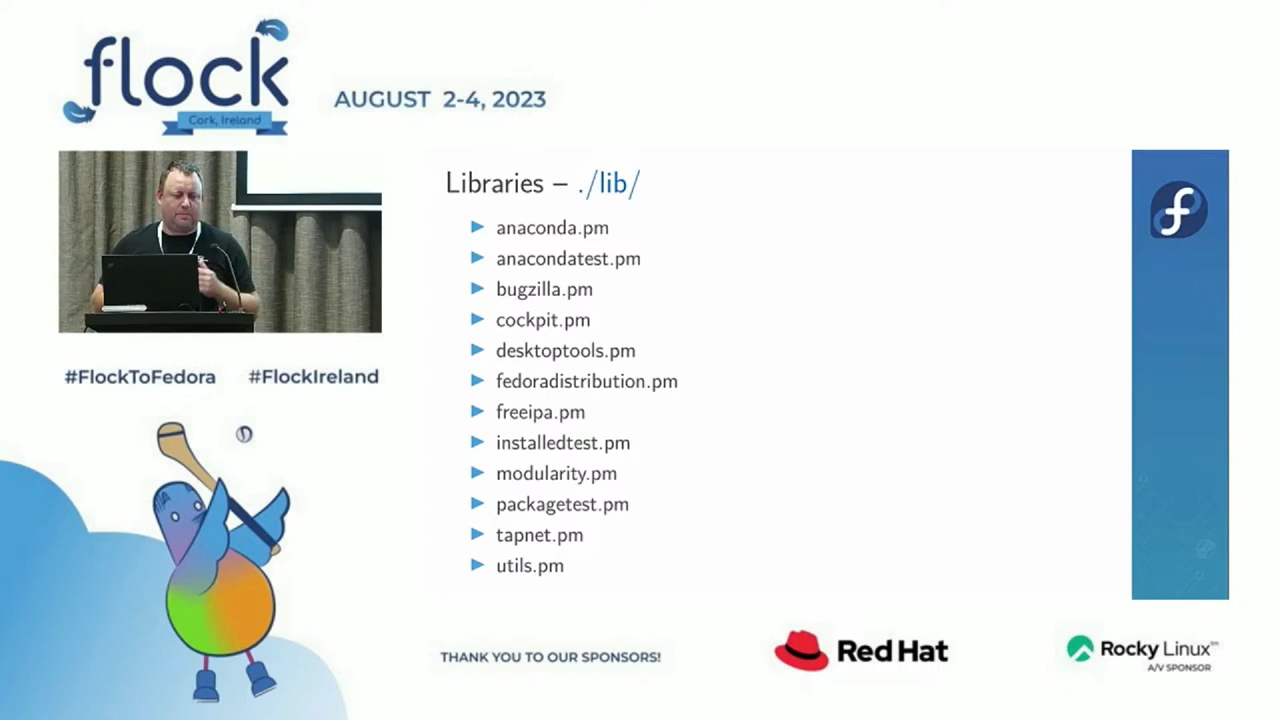 flock
Cork, Ireland
AUGUST 2-4, 2023
Libraries – ./lib/
anaconda.pm
anacondatest.pm
bugzilla.pm
cockpit.pm
desktoptools.pm
fedoradistribution.pm
freeipa.pm
installedtest.pm
modularity.pm
packagetest.pm
tapnet.pm
utils.pm
#FlockToFedora #FlockIreland
THANK YOU TO OUR SPONSORS!
Red Hat
Rocky Linux™
A/V SPONSOR